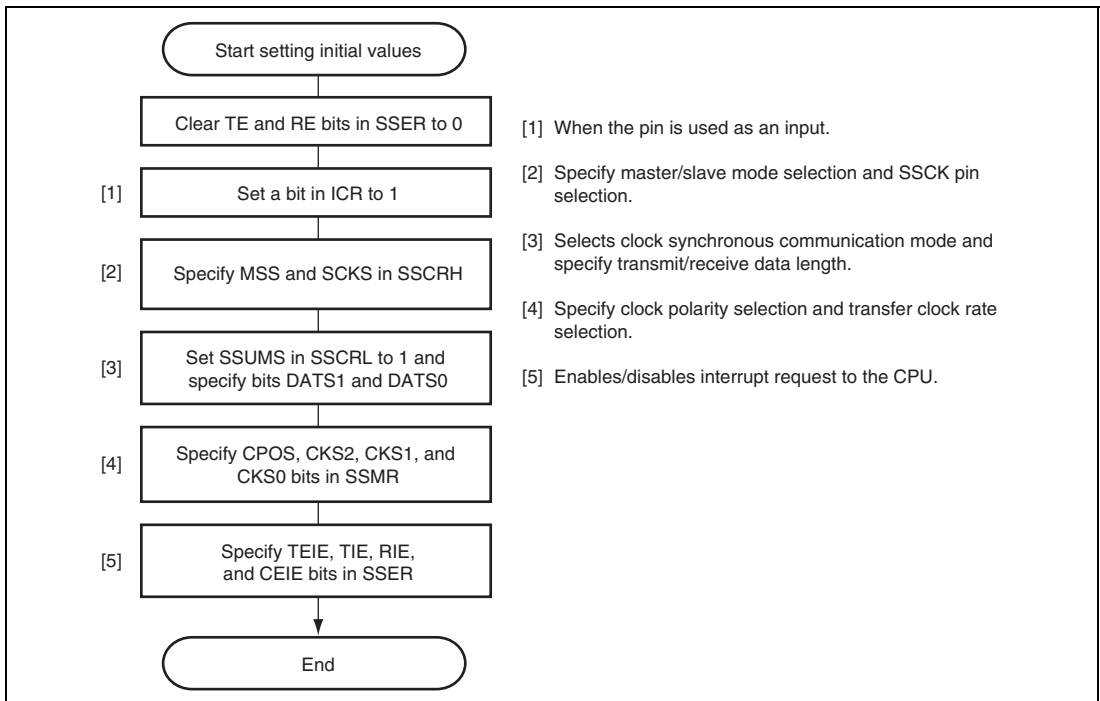 Start setting initial values
Clear TE and RE bits in SSER to 0
[1]
Set a bit in ICR to 1
[2]
Specify MSS and SCKS in SSCRH
[3]
Set SSUMS in SSCRL to 1 and
specify bits DATS1 and DATS0
[4]
Specify CPOS, CKS2, CKS1, and
CKS0 bits in SSMR
[5]
Specify TEIE, TIE, RIE,
and CEIE bits in SSER
End
[1] When the pin is used as an input.
[2] Specify master/slave mode selection and SSCK pin
selection.
[3] Selects clock synchronous communication mode and
specify transmit/receive data length.
[4] Specify clock polarity selection and transfer clock rate
selection.
[5] Enables/disables interrupt request to the CPU.